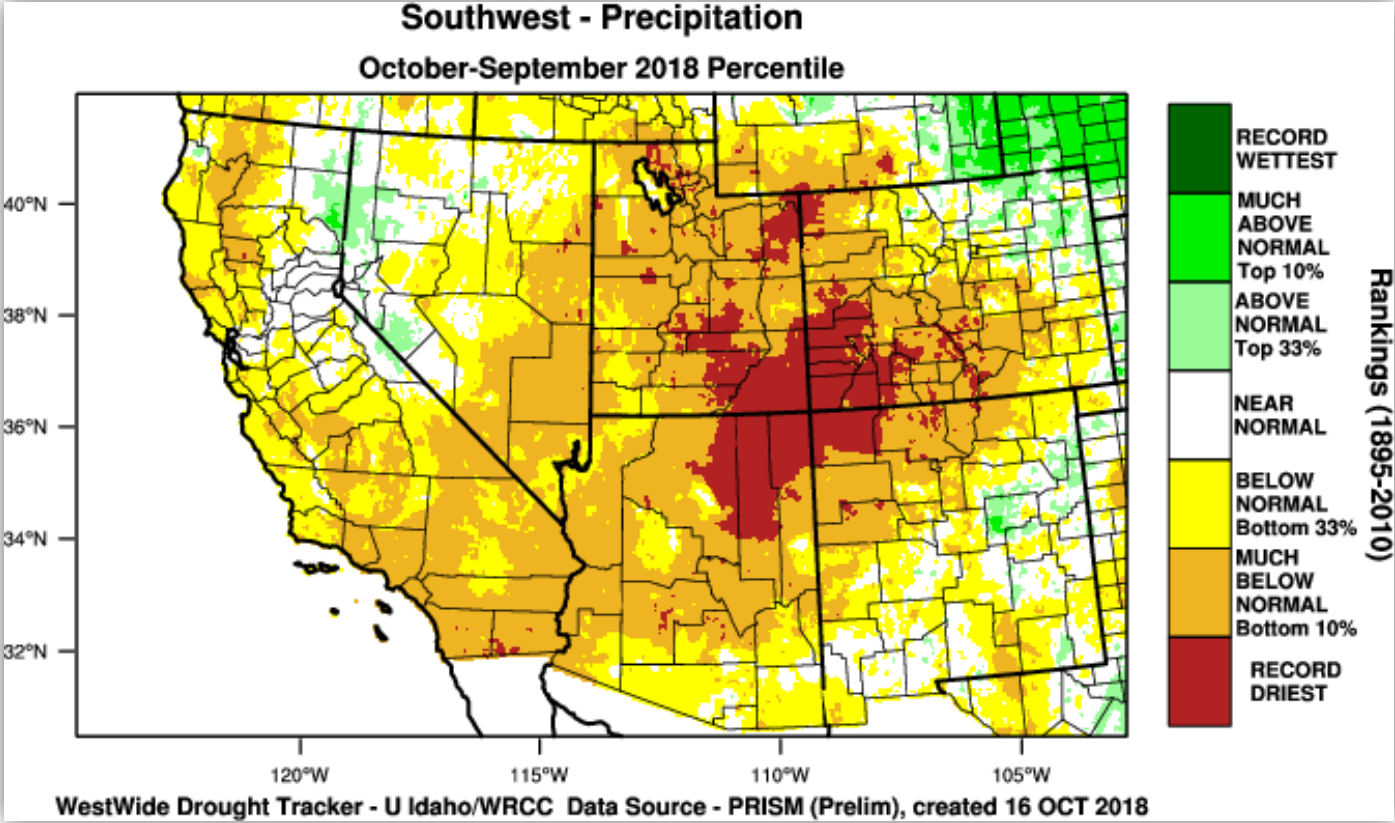 Southwest - Precipitation
October-September 2018 Percentile
40°N
38°N
36°N
34°N
32°N
120°W
115°W
110°W
105°W
RECORD
WETTEST
MUCH
ABOVE
NORMAL
Top 10%
ABOVE
NORMAL
Top 33%
NEAR
NORMAL
BELOW
NORMAL
Bottom 33%
MUCH
BELOW
NORMAL
Bottom 10%
RECORD
DRIEST
Rankings (1895-2010)
WestWide Drought Tracker - U Idaho/WRCC Data Source - PRISM (Prelim), created 16 OCT 2018